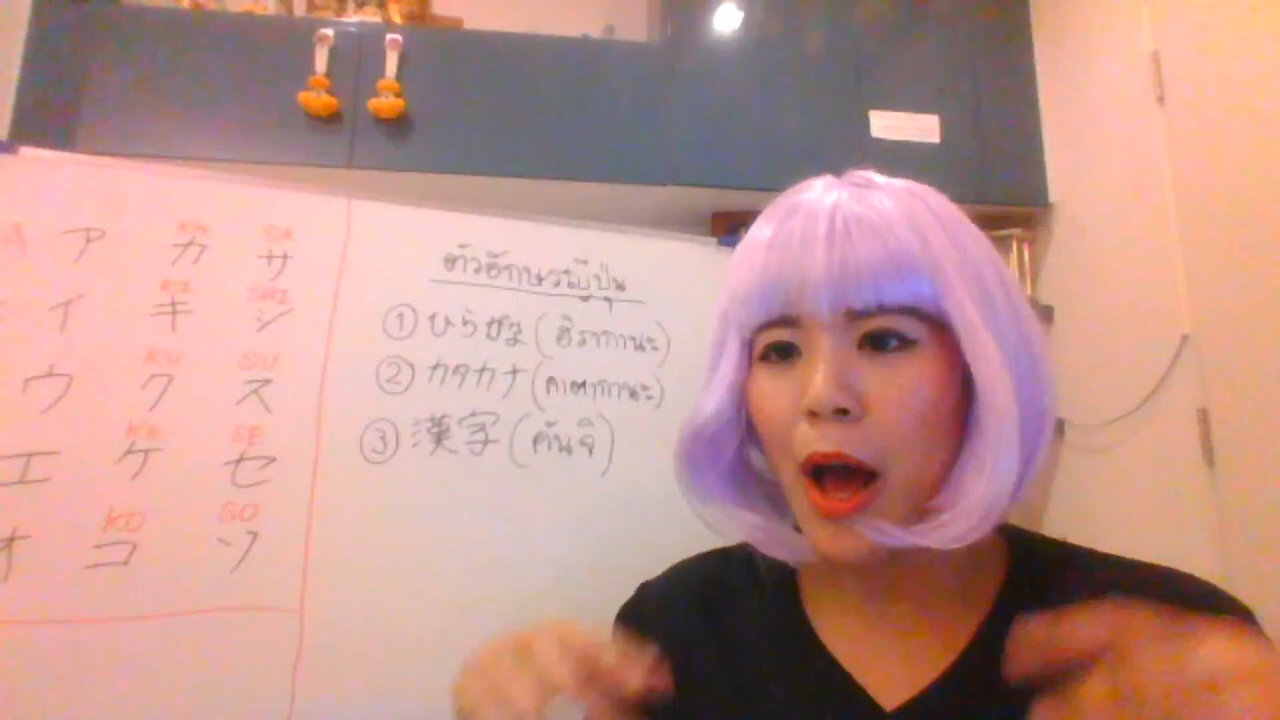 ア KA カ SA サ
イ KI キ SHI シ
ウ KU ク SU ス
エ KE ケ SE セ
オ KO コ SO ソ
ตัวอักษรญี่ปุ่น
① ひらがな (ฮิรากานะ)
② カタカナ (คาตากานะ)
③ 漢字 (คันจิ)